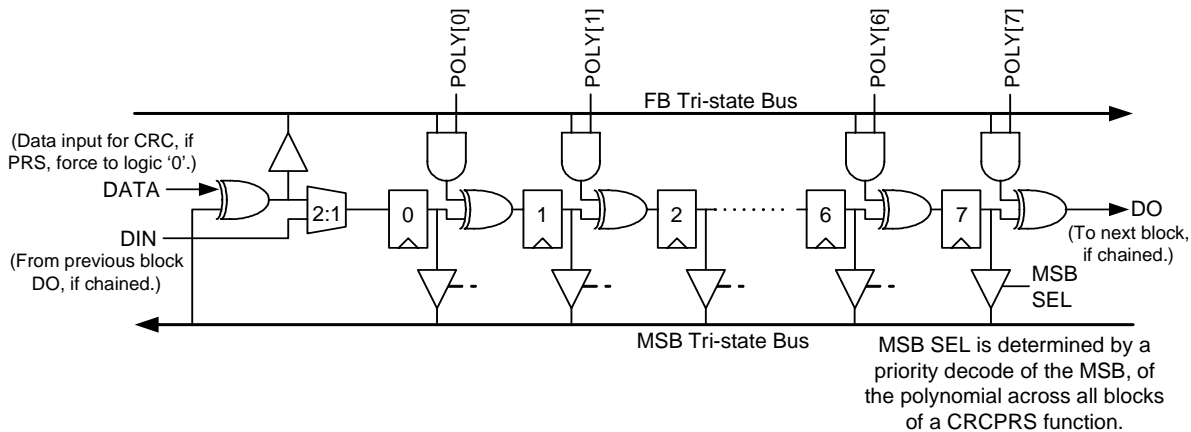 POLY[0]
POLY[1]
POLY[6]
POLY[7]
FB Tri-state Bus
(Data input for CRC, if
PRS, force to logic ‘0’.)
DATA
2:1
0
1
2
6
7
DO
DIN
(To next block,
if chained.)
(From previous block
DO, if chained.)
MSB
SEL
MSB Tri-state Bus
MSB SEL is determined by a
priority decode of the MSB, of
the polynomial across all blocks
of a CRCPRS function.